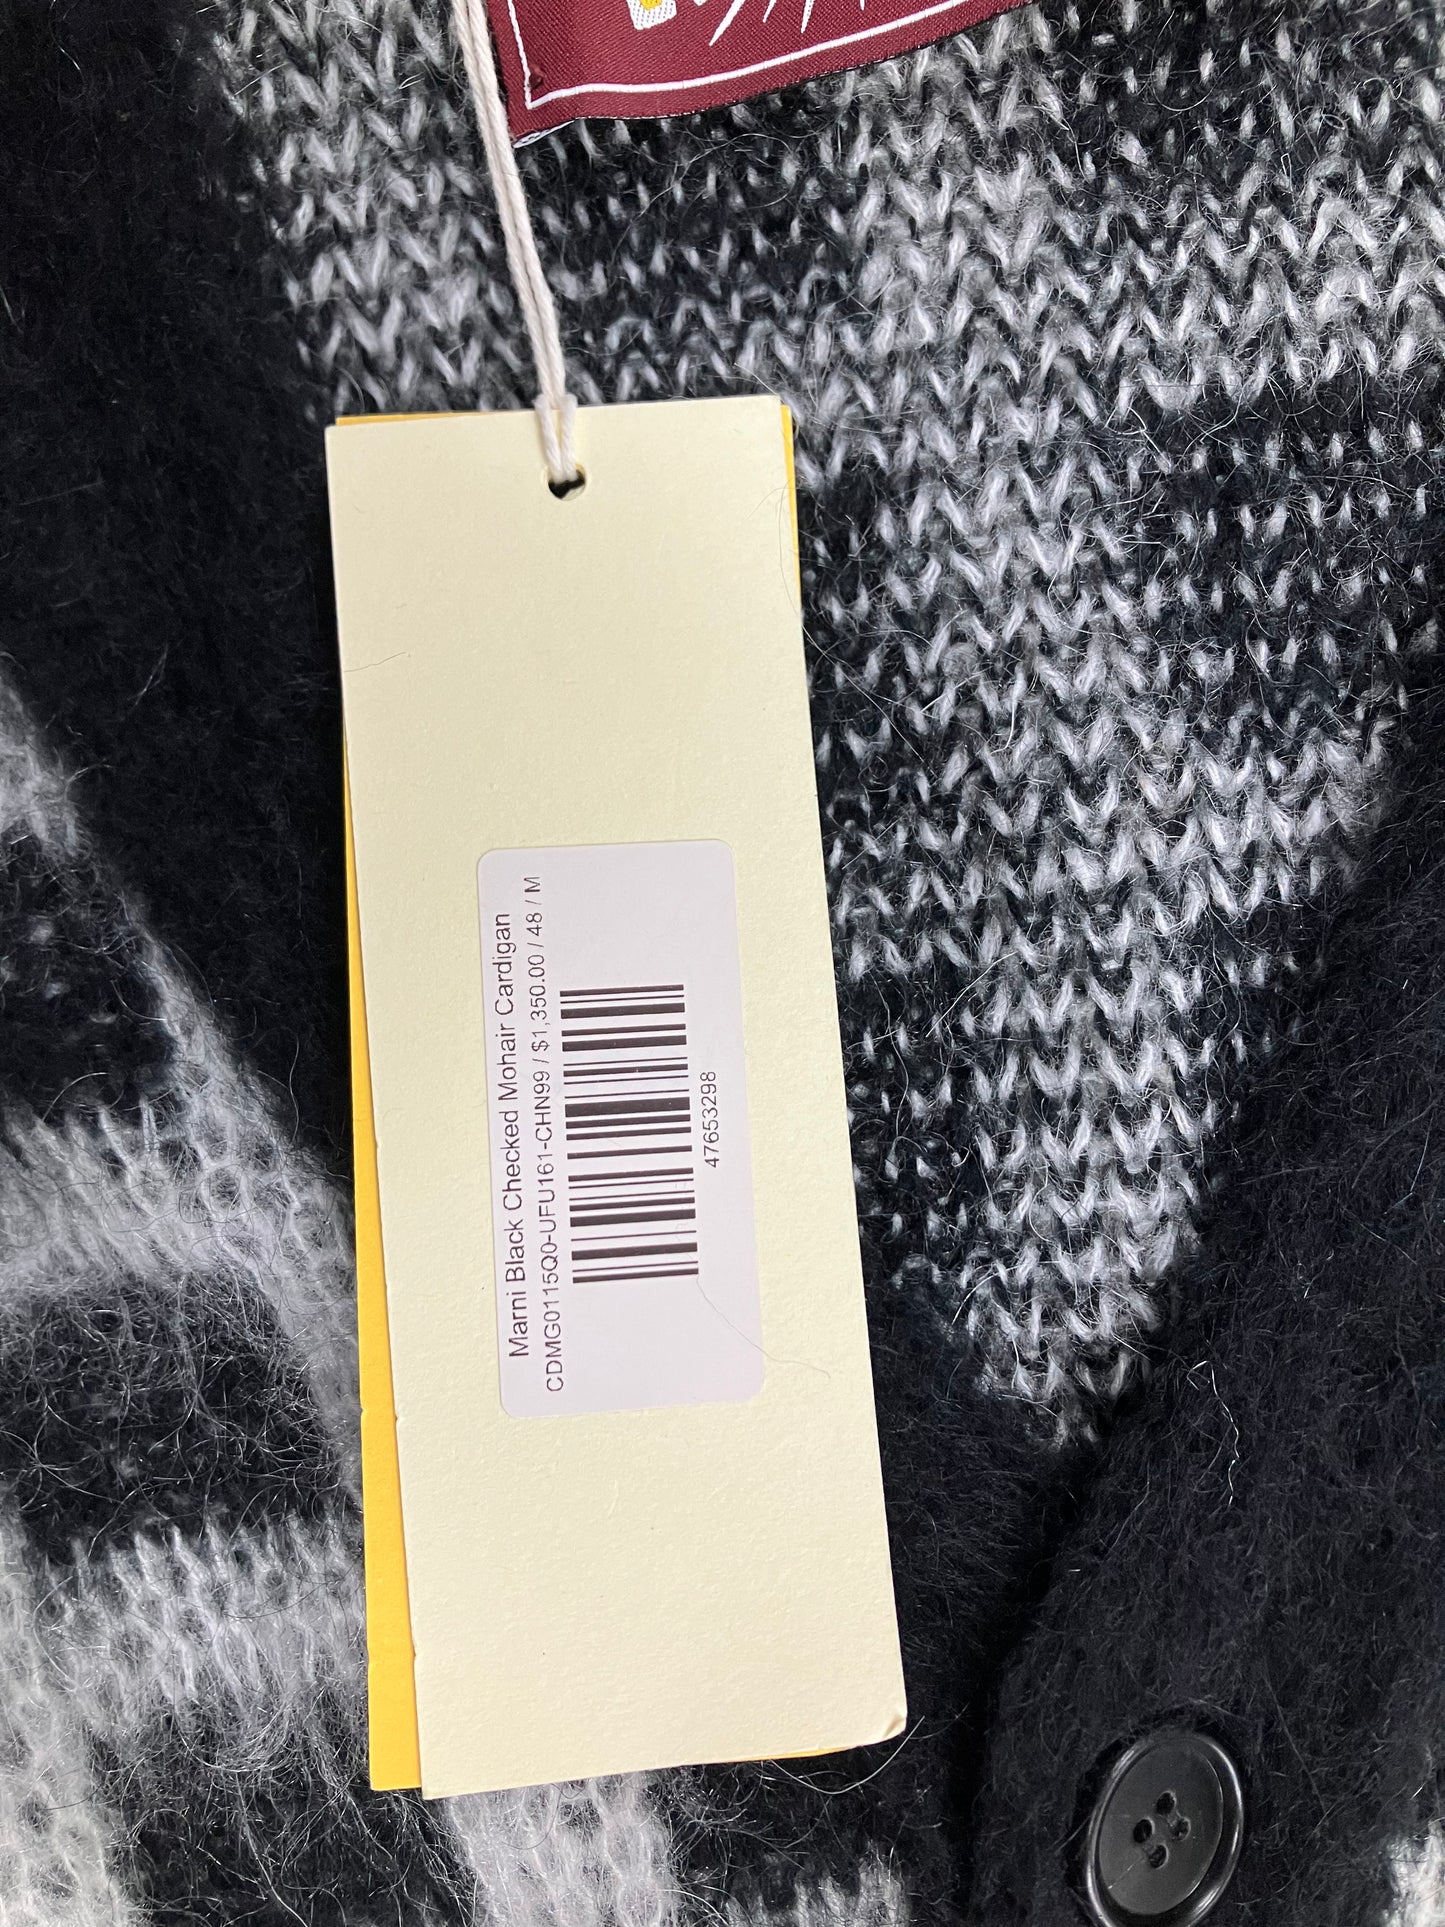 Marni Black Checked Mohair Cardigan
CDMG0115Q0-UFU161-CHN99 / $1,350.00 / 48 / M
47653298